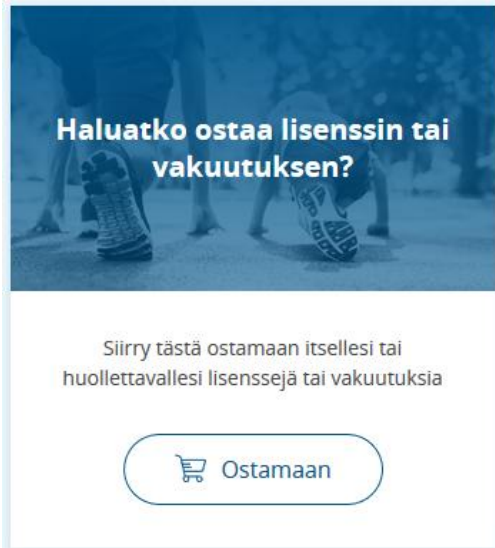 Haluatko ostaa lisenssin tai
vakuutuksen?
Siirry tästä ostamaan itsellesi tai
huollettavallesi lisenssejä tai vakuutuksia
Ostamaan